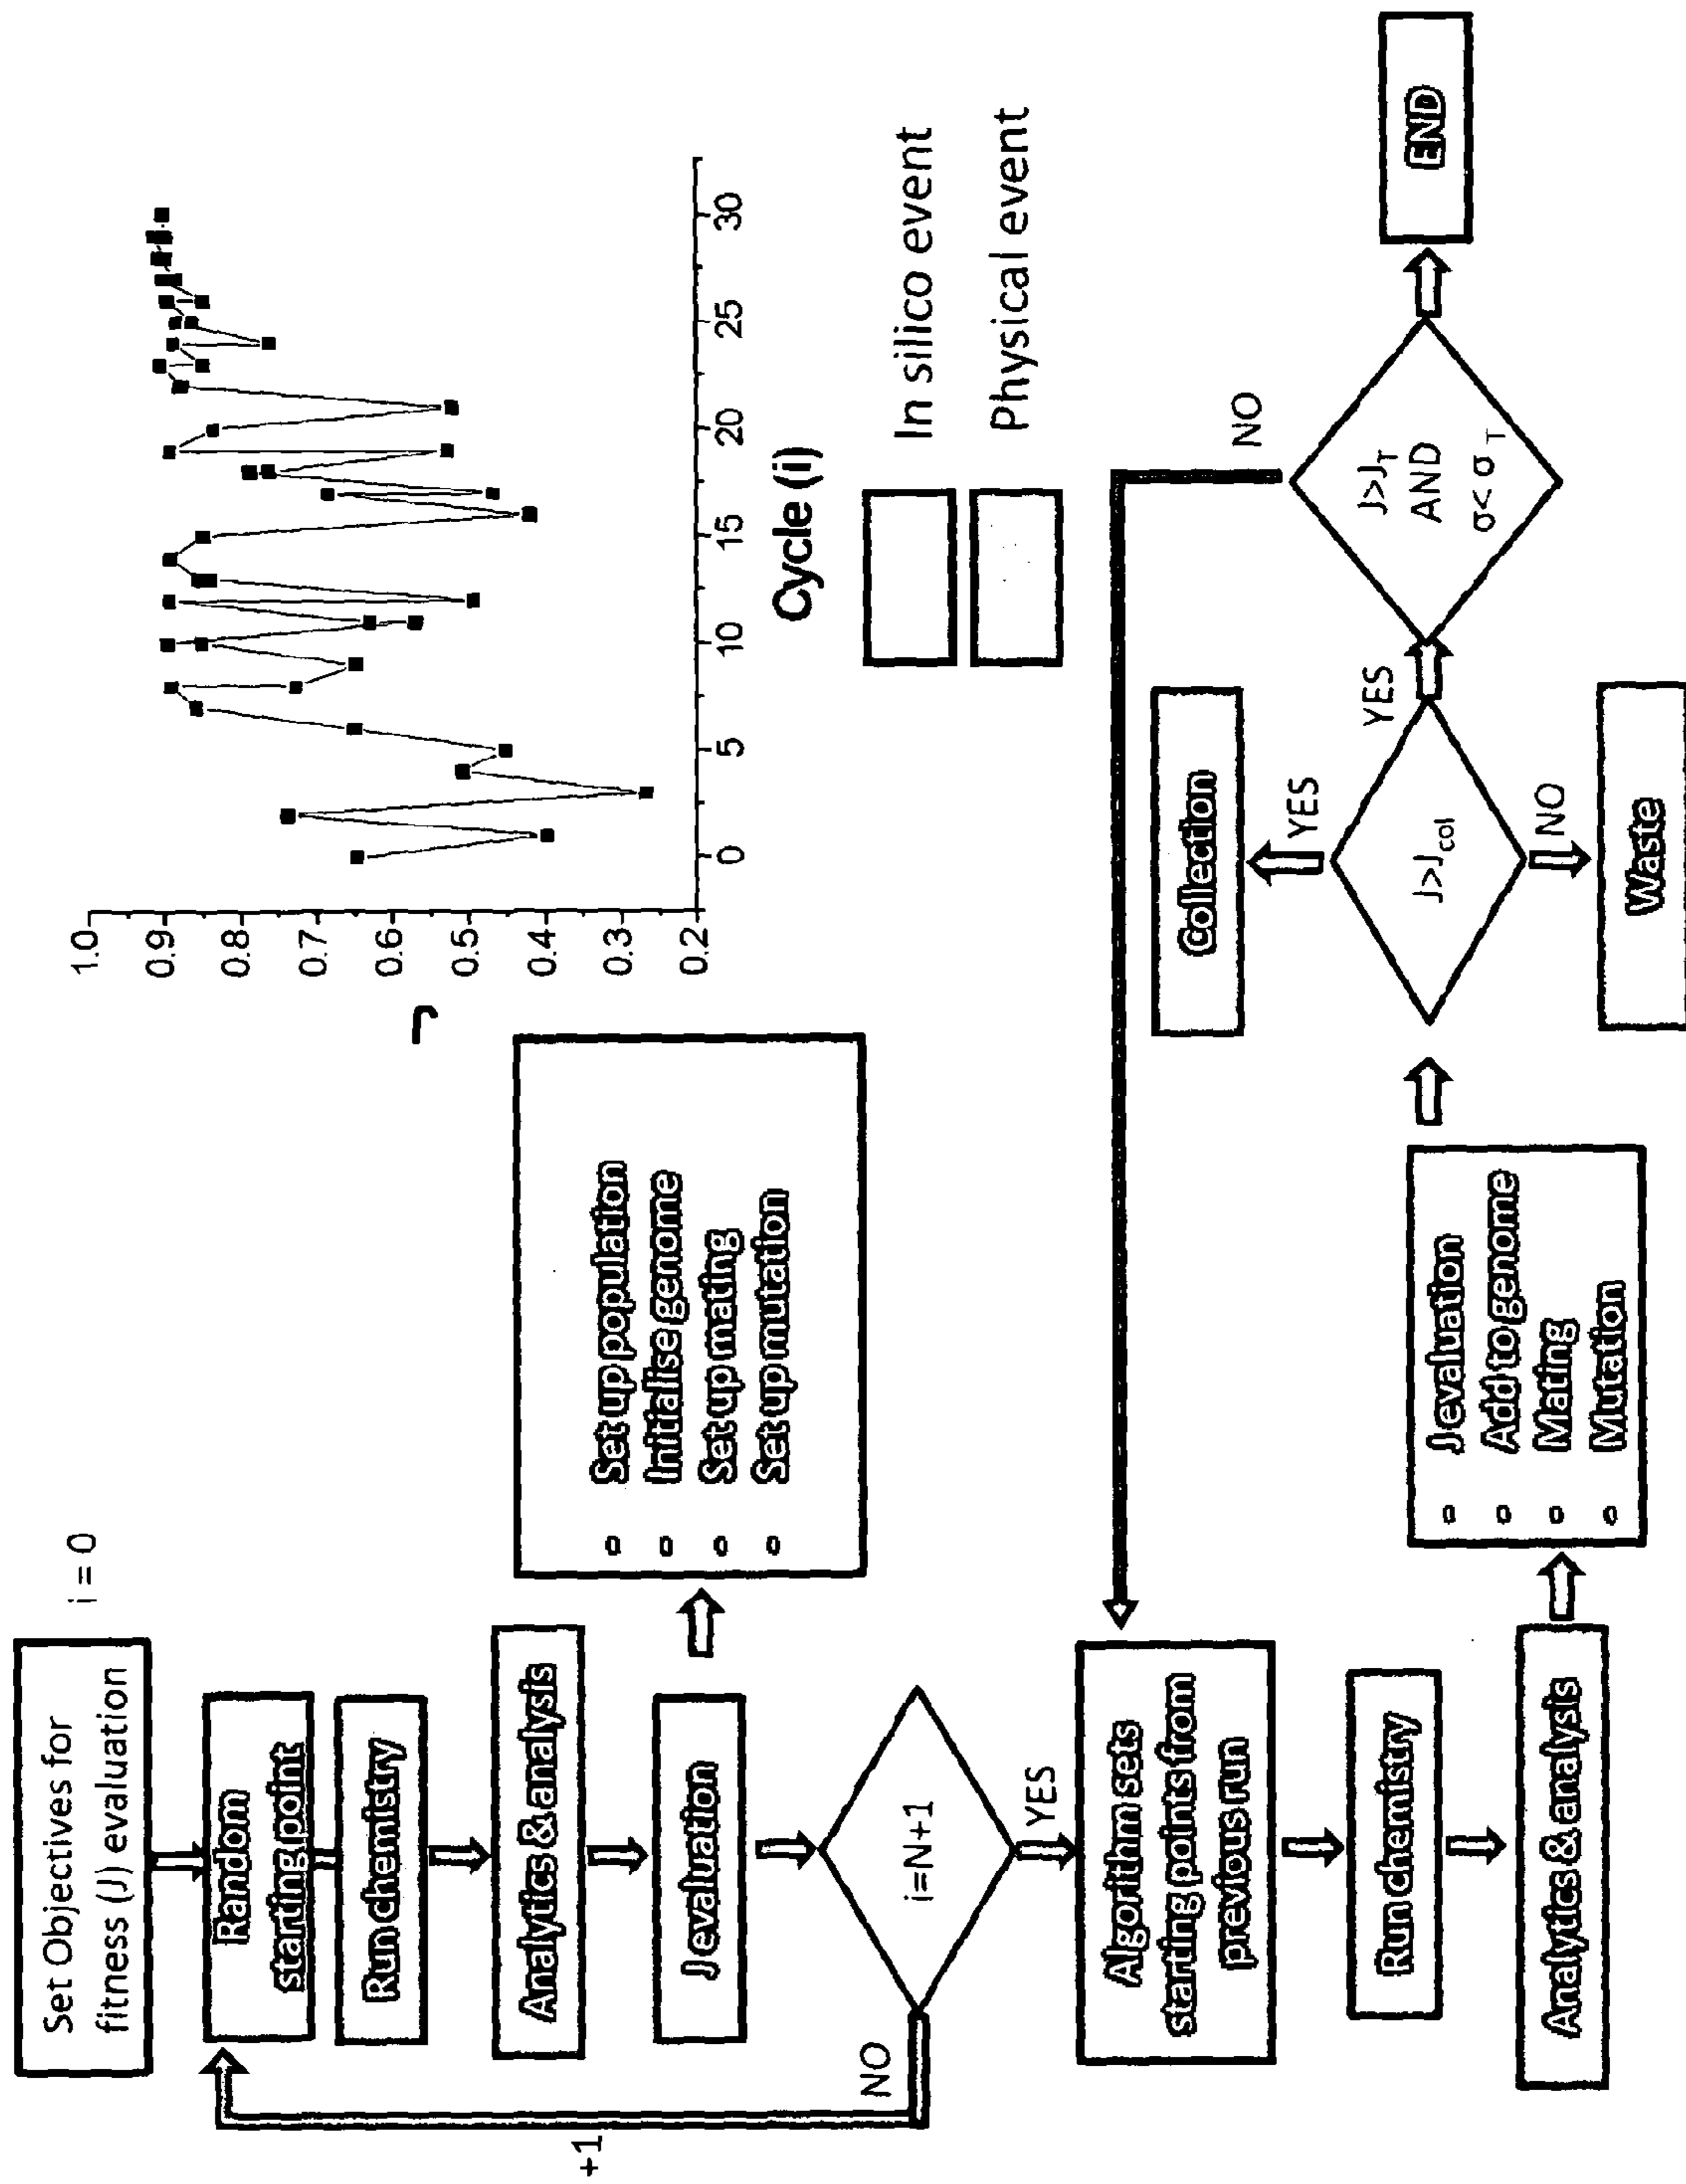 Set Objectives for
fitness (J) evaluation
i = 0
Random
starting point
Run chemistry
Analytics & analysis
J evaluation
Set up population
Initialise genome
Set up mating
Set up mutation
i=N+1
NO
+1
YES
Algorithm sets
starting points from
previous run
Run chemistry
Analytics & analysis
J evaluation
Add to genome
Mating
Mutation
J>J_col
YES
Collection
NO
Waste
YES
J>J_T
AND
σ< σ_T
NO
END
J
1.0
0.9
0.8
0.7
0.6
0.5
0.4
0.3
0.2
0 5 10 15 20 25 30
Cycle (i)
In silico event
Physical event